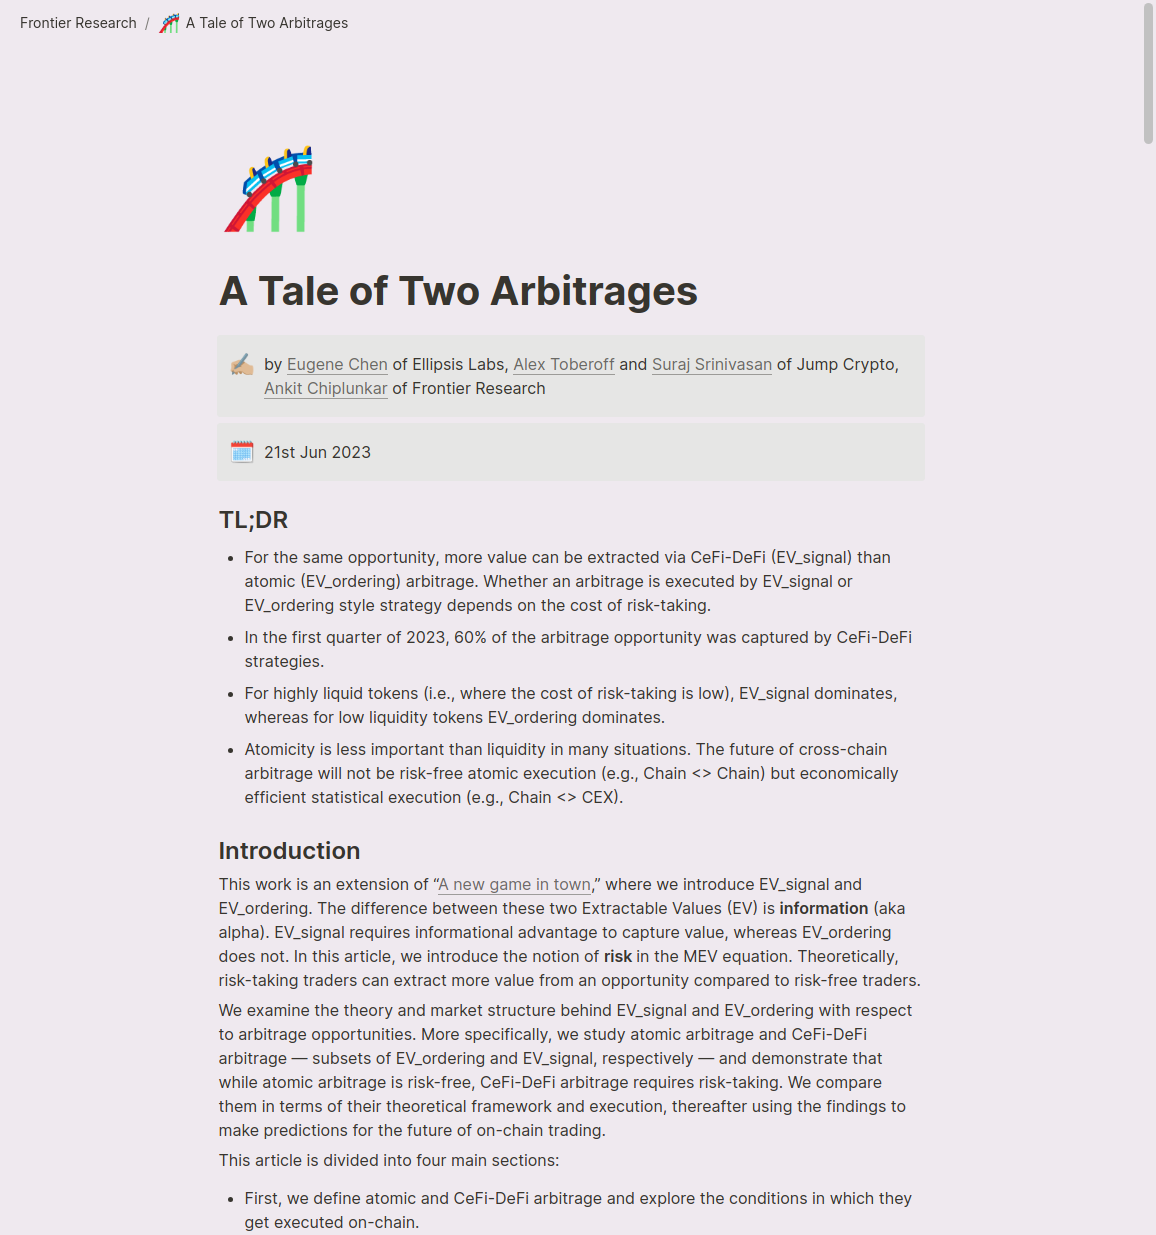 Frontier Research / A Tale of Two Arbitrages
A Tale of Two Arbitrages
by Eugene Chen of Ellipsis Labs, Alex Toberoff and Suraj Srinivasan of Jump Crypto,
Ankit Chiplunkar of Frontier Research
21st Jun 2023
TL;DR
• For the same opportunity, more value can be extracted via CeFi-DeFi (EV_signal) than
atomic (EV_ordering) arbitrage. Whether an arbitrage is executed by EV_signal or
EV_ordering style strategy depends on the cost of risk-taking.
• In the first quarter of 2023, 60% of the arbitrage opportunity was captured by CeFi-DeFi
strategies.
• For highly liquid tokens (i.e., where the cost of risk-taking is low), EV_signal dominates,
whereas for low liquidity tokens EV_ordering dominates.
• Atomicity is less important than liquidity in many situations. The future of cross-chain
arbitrage will not be risk-free atomic execution (e.g., Chain <> Chain) but economically
efficient statistical execution (e.g., Chain <> CEX).
Introduction
This work is an extension of “A new game in town,” where we introduce EV_signal and
EV_ordering. The difference between these two Extractable Values (EV) is information (aka
alpha). EV_signal requires informational advantage to capture value, whereas EV_ordering
does not. In this article, we introduce the notion of risk in the MEV equation. Theoretically,
risk-taking traders can extract more value from an opportunity compared to risk-free traders.
We examine the theory and market structure behind EV_signal and EV_ordering with respect
to arbitrage opportunities. More specifically, we study atomic arbitrage and CeFi-DeFi
arbitrage — subsets of EV_ordering and EV_signal, respectively — and demonstrate that
while atomic arbitrage is risk-free, CeFi-DeFi arbitrage requires risk-taking. We compare
them in terms of their theoretical framework and execution, thereafter using the findings to
make predictions for the future of on-chain trading.
This article is divided into four main sections:
• First, we define atomic and CeFi-DeFi arbitrage and explore the conditions in which they
get executed on-chain.